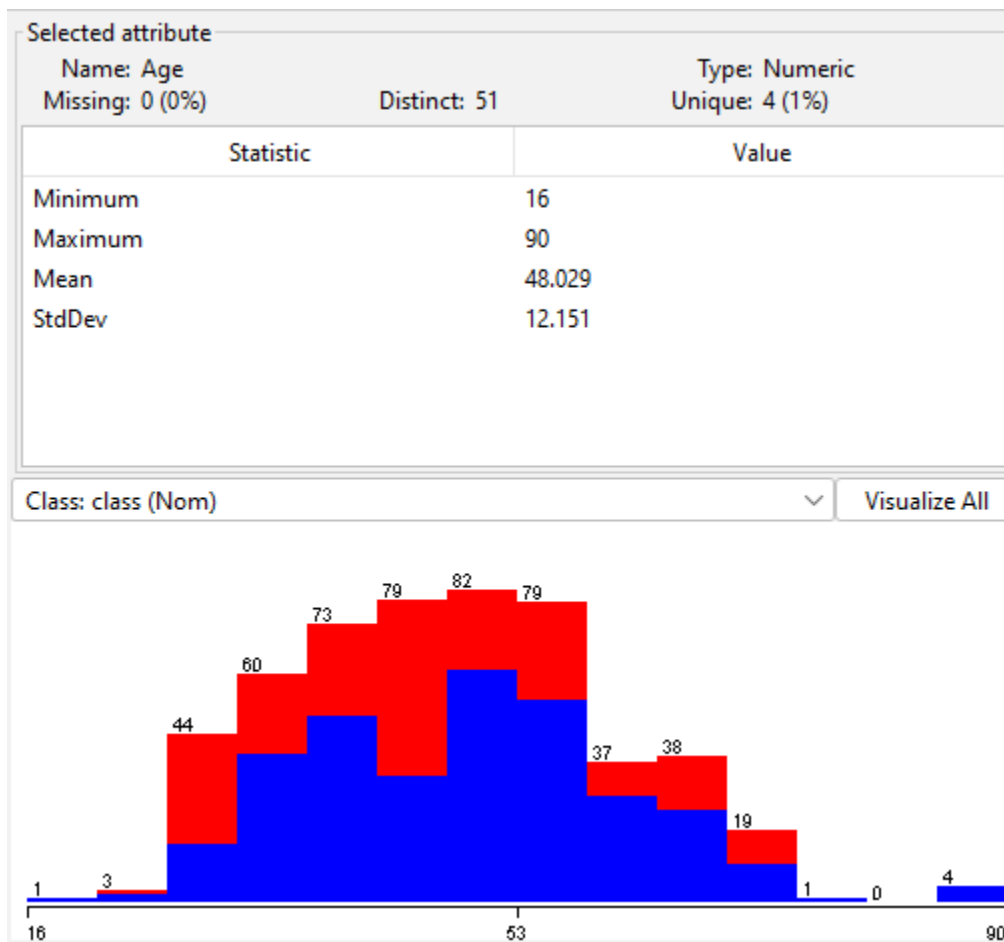 Selected attribute
Name: Age Type: Numeric
Missing: 0 (0%) Distinct: 51 Unique: 4 (1%)
Statistic Value
Minimum 16
Maximum 90
Mean 48.029
StdDev 12.151
Class: class (Nom) Visualize All
1 3 44 60 73 79 82 79 37 38 19 1 0 4
16 53 90